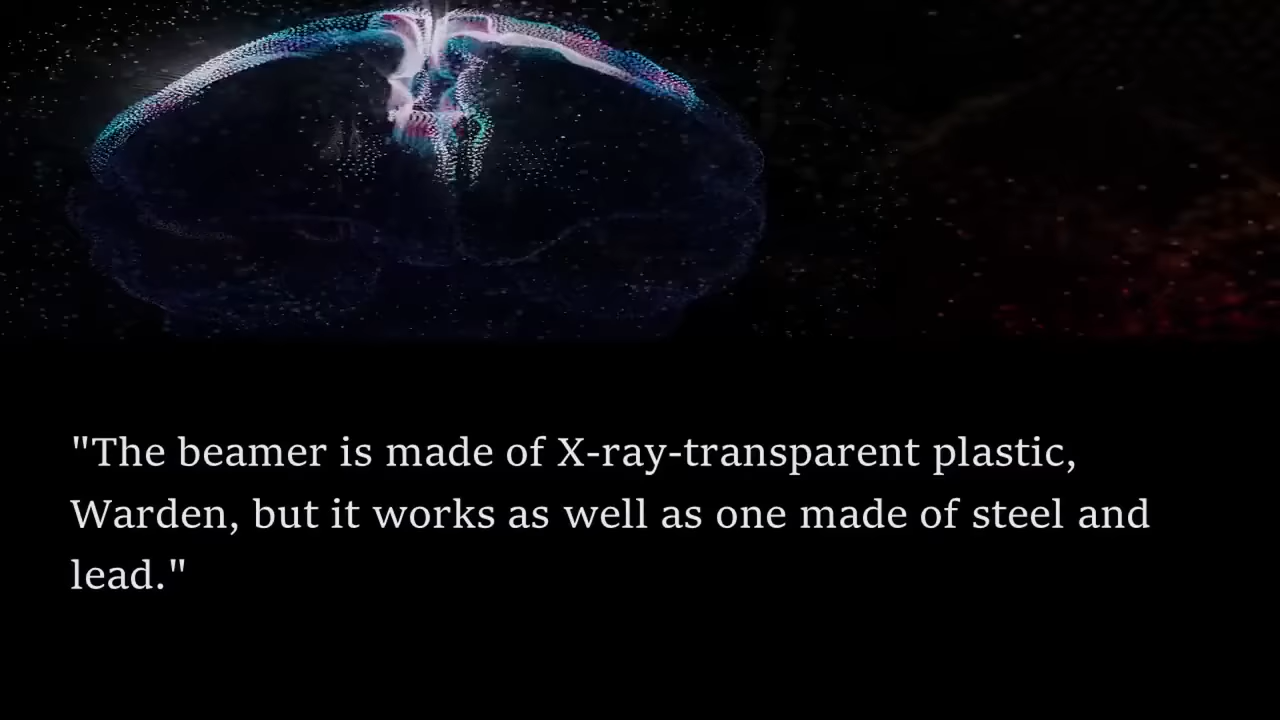 "The beamer is made of X-ray-transparent plastic,
Warden, but it works as well as one made of steel and
lead."